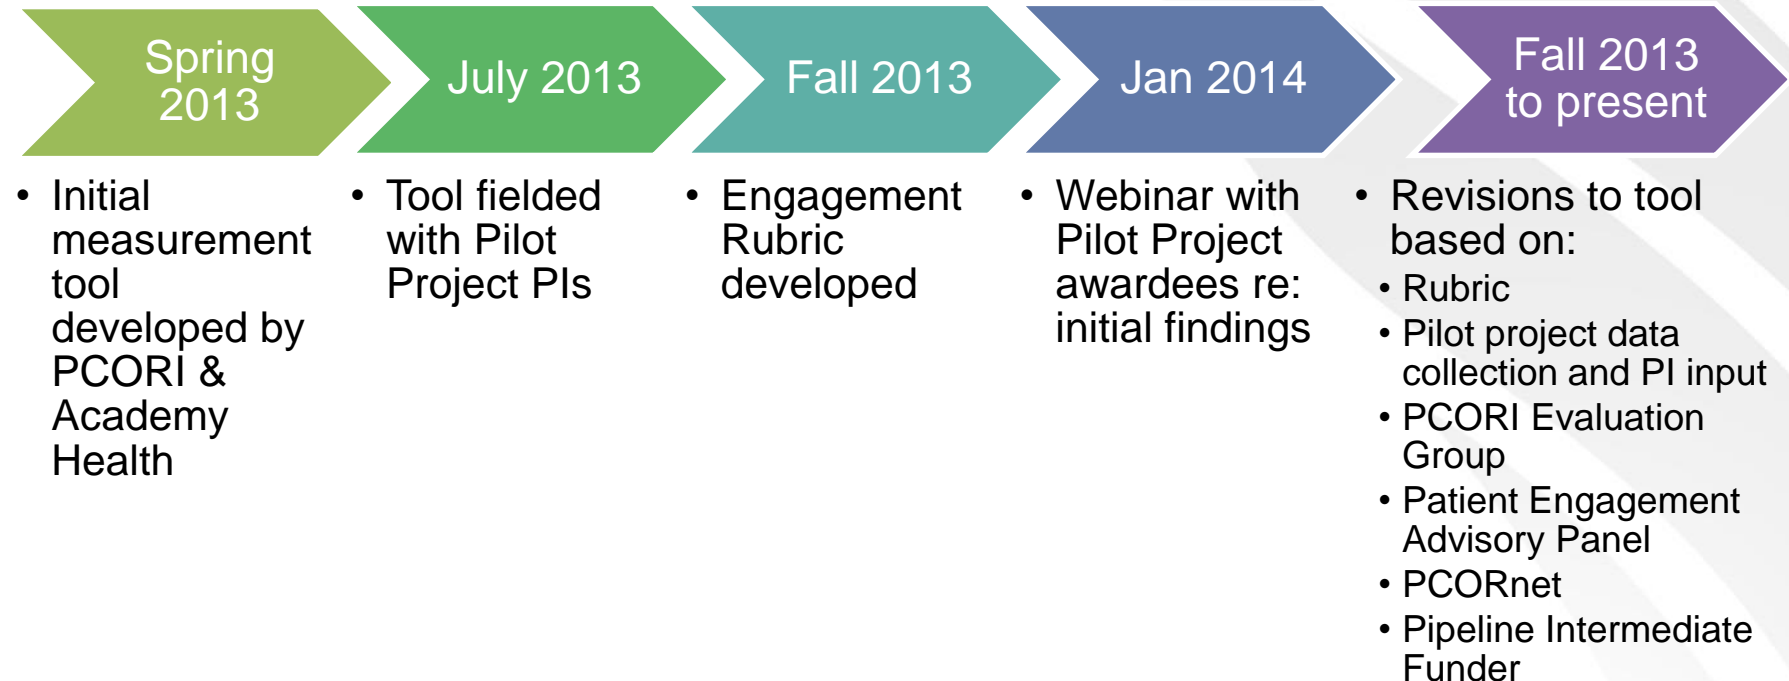 Spring
2013
July 2013
Fall 2013
Jan 2014
Fall 2013
to present
• Initial
measurement
tool
developed by
PCORI &
Academy
Health
• Tool fielded
with Pilot
Project PIs
• Engagement
Rubric
developed
• Webinar with
Pilot Project
awardees re:
initial findings
• Revisions to tool
based on:
• Rubric
• Pilot project data
collection and PI input
• PCORI Evaluation
Group
• Patient Engagement
Advisory Panel
• PCORnet
• Pipeline Intermediate
Funder